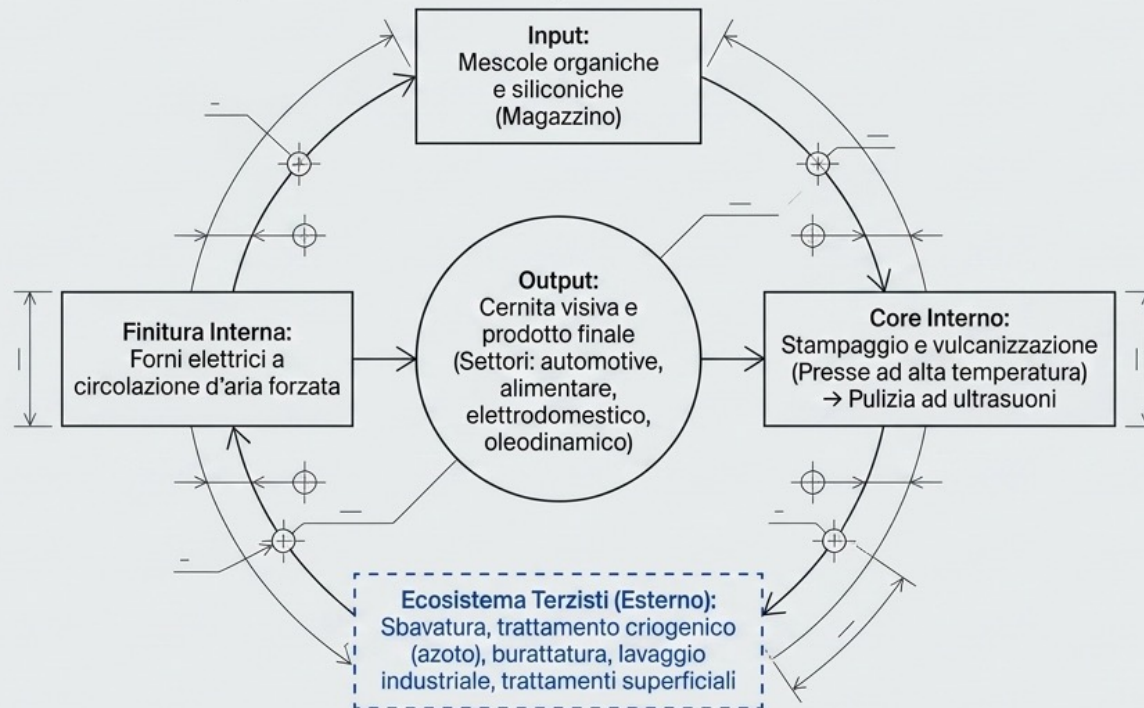 Input:
Mescole organiche
e siliconiche
(Magazzino)
Finitura Interna:
Forni elettrici a
circolazione d'aria forzata
Output:
Cernita visiva e
prodotto finale
(Settori: automotive,
alimentare,
elettrodomestico,
oleodinamico)
Core Interno:
Stampaggio e vulcanizzazione
(Presse ad alta temperatura)
→ Pulizia ad ultrasuoni
Ecosistema Terzisti (Esterno):
Sbavatura, trattamento criogenico
(azoto), burattatura, lavaggio
industriale, trattamenti superficiali